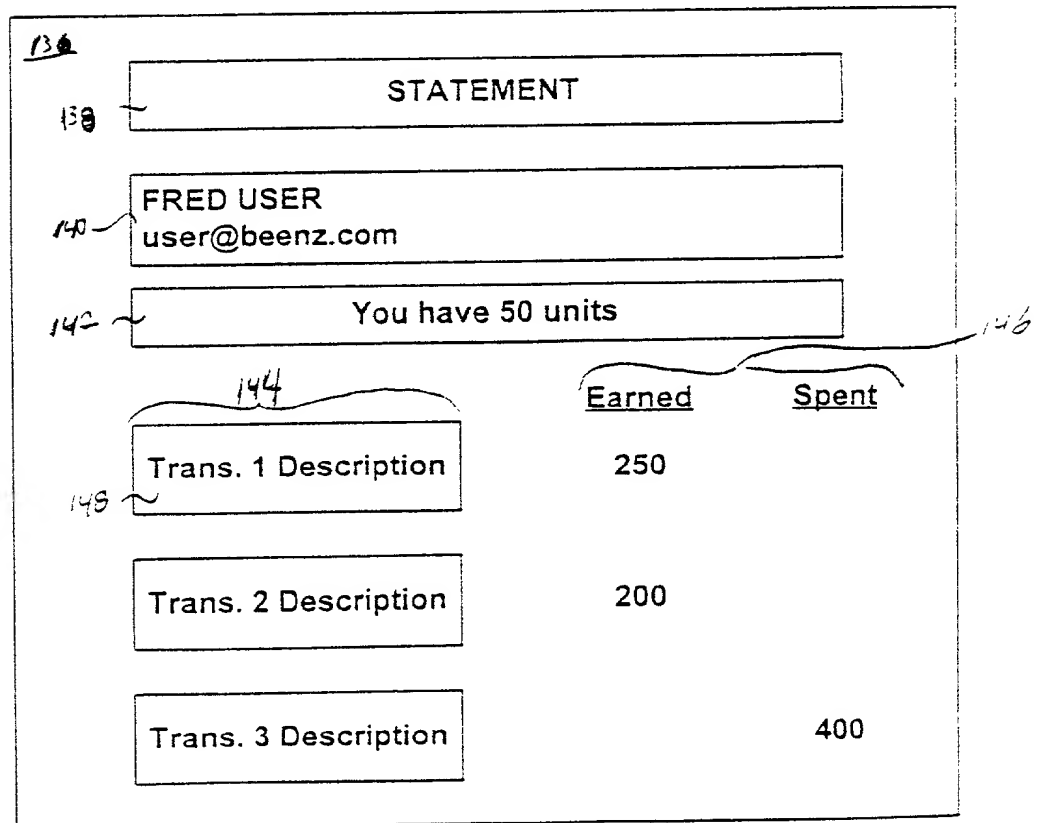 136
STATEMENT
138
FRED USER
user@beenz.com
140
You have 50 units
142
146
144
Earned Spent
Trans. 1 Description 250
148
Trans. 2 Description 200
Trans. 3 Description 400